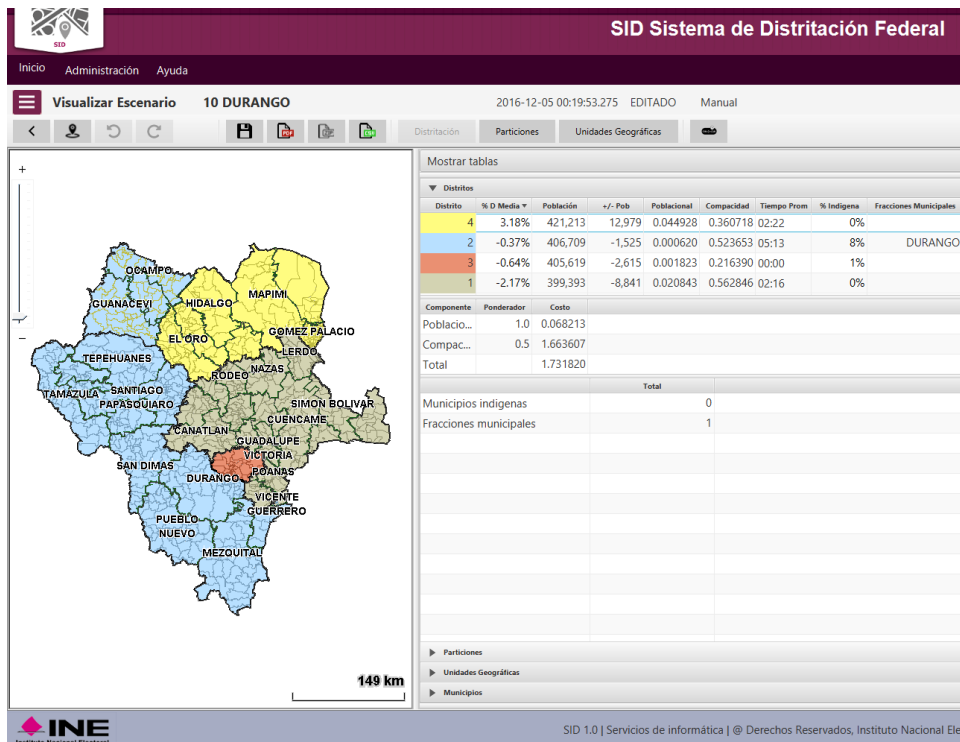 SID
SID Sistema de Distritación Federal
Inicio Administración Ayuda
Visualizar Escenario 10 DURANGO 2016-12-05 00:19:53.275 EDITADO Manual
Distritación Particiones Unidades Geográficas
Mostrar tablas
Distritos
Distrito % D Media ▼ Población +/- Pob Poblacional Compacidad Tiempo Prom % Indigena Fracciones Municipales
4 3.18% 421,213 12,979 0.044928 0.360718 02:22 0%
2 -0.37% 406,709 -1,525 0.000620 0.523653 05:13 8% DURANGO
3 -0.64% 405,619 -2,615 0.001823 0.216390 00:00 1%
1 -2.17% 399,393 -8,841 0.020843 0.562846 02:16 0%
Componente Ponderador Costo
Poblacio... 1.0 0.068213
Compac... 0.5 1.663607
Total 1.731820
Total
Municipios indigenas 0
Fracciones municipales 1
Particiones
Unidades Geográficas
Municipios
+
−
OCAMPO
GUANACEVI
HIDALGO
MAPIMI
GOMEZ PALACIO
EL ORO
LERDO
TEPEHUANES
RODEO
NAZAS
TAMAZULA
SANTIAGO
PAPASQUIARO
SIMON BOLIVAR
CUENCAME
CANATLAN
GUADALUPE
VICTORIA
SAN DIMAS
DURANGO
POANAS
VICENTE
GUERRERO
PUEBLO
NUEVO
MEZQUITAL
149 km
INE
Instituto Nacional Electoral
SID 1.0 | Servicios de informática | @ Derechos Reservados, Instituto Nacional Ele